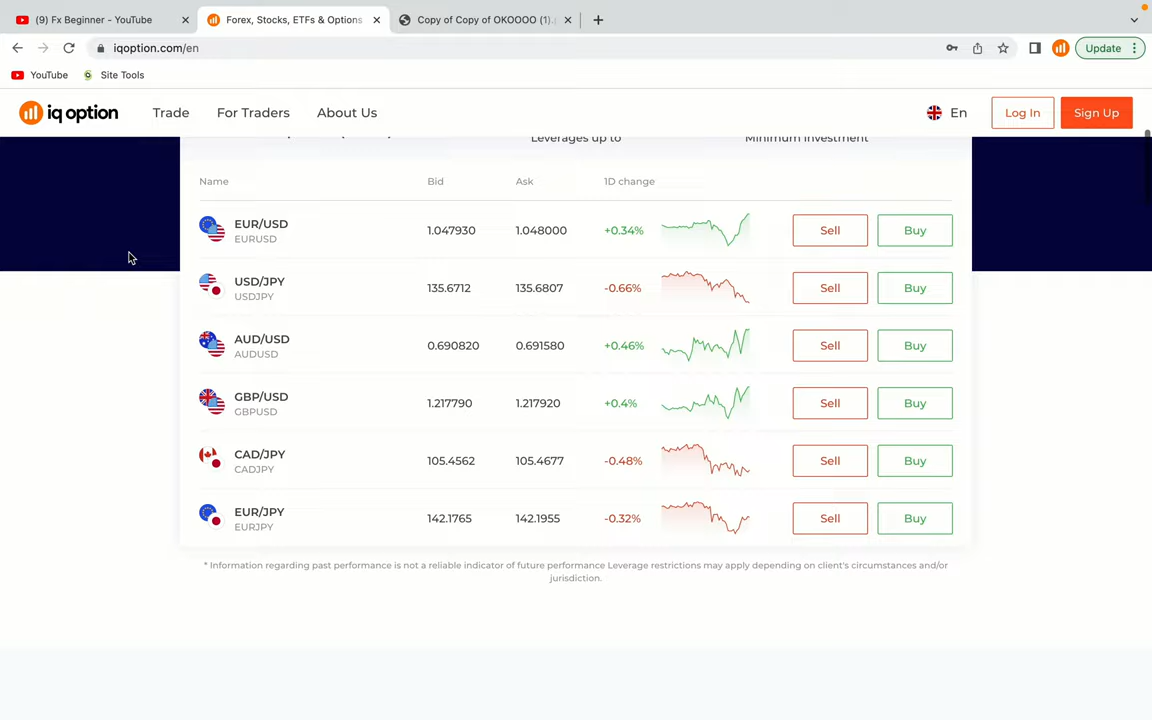 (9) Fx Beginner - YouTube
Forex, Stocks, ETFs & Options
Copy of Copy of OKOOOO (1).
iqoption.com/en
Update
YouTube
Site Tools
iq option
Trade
For Traders
About Us
En
Log In
Sign Up
Leverages up to
Minimum investment
Name Bid Ask 1D change
EUR/USD 1.047930 1.048000 +0.34% Sell Buy
EURUSD
USD/JPY 135.6712 135.6807 -0.66% Sell Buy
USDJPY
AUD/USD 0.690820 0.691580 +0.46% Sell Buy
AUDUSD
GBP/USD 1.217790 1.217920 +0.4% Sell Buy
GBPUSD
CAD/JPY 105.4562 105.4677 -0.48% Sell Buy
CADJPY
EUR/JPY 142.1765 142.1955 -0.32% Sell Buy
EURJPY
* Information regarding past performance is not a reliable indicator of future performance Leverage restrictions may apply depending on client's circumstances and/or
jurisdiction.